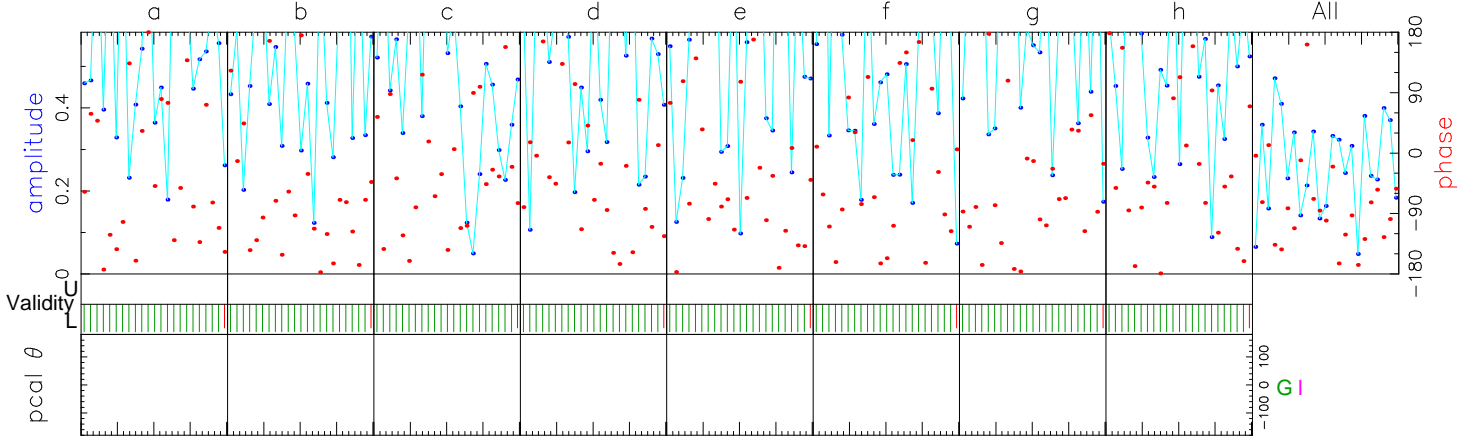 a b c d e f g h All
amplitude
0 0.2 0.4
phase
180 90 0 −90 −180
Validity
U
L
pcal θ
100 0 −100
G I